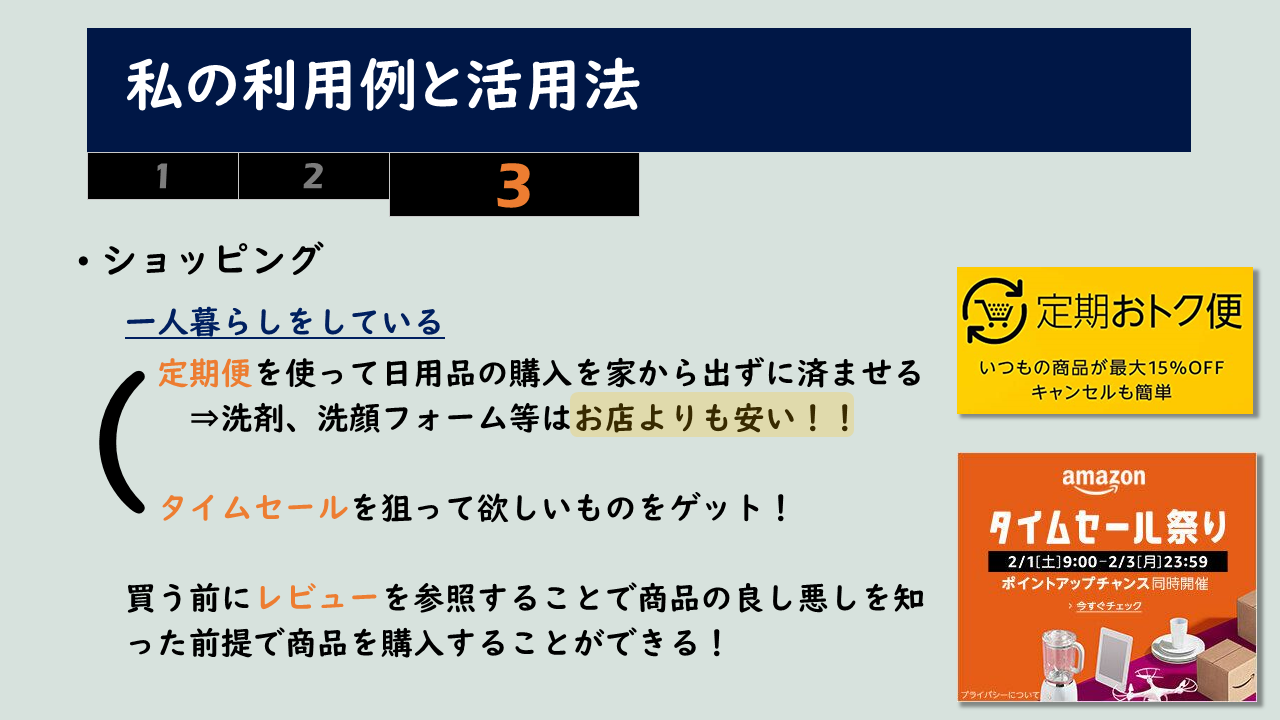 私の利用例と活用法
1 2 3
・ショッピング
一人暮らしをしている
定期便を使って日用品の購入を家から出ずに済ませる
⇒洗剤、洗顔フォーム等はお店よりも安い！！
タイムセールを狙って欲しいものをゲット！
買う前にレビューを参照することで商品の良し悪しを知
った前提で商品を購入することができる！
定期おトク便
いつもの商品が最大15%OFF
キャンセルも簡単
amazon
タイムセール祭り
2/1[土]9:00-2/3[月]23:59
ポイントアップチャンス同時開催
› 今すぐチェック
プライバシーについて